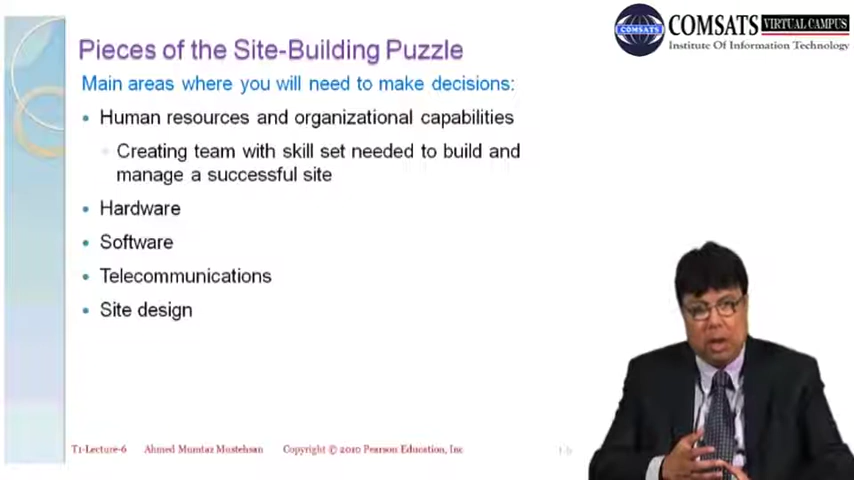 COMSATS VIRTUAL CAMPUS
Institute Of Information Technology
Pieces of the Site-Building Puzzle
Main areas where you will need to make decisions:
Human resources and organizational capabilities
Creating team with skill set needed to build and
manage a successful site
Hardware
Software
Telecommunications
Site design
T1-Lecture-6 Ahmed Mumtaz Mustehsan Copyright © 2010 Pearson Education, Inc